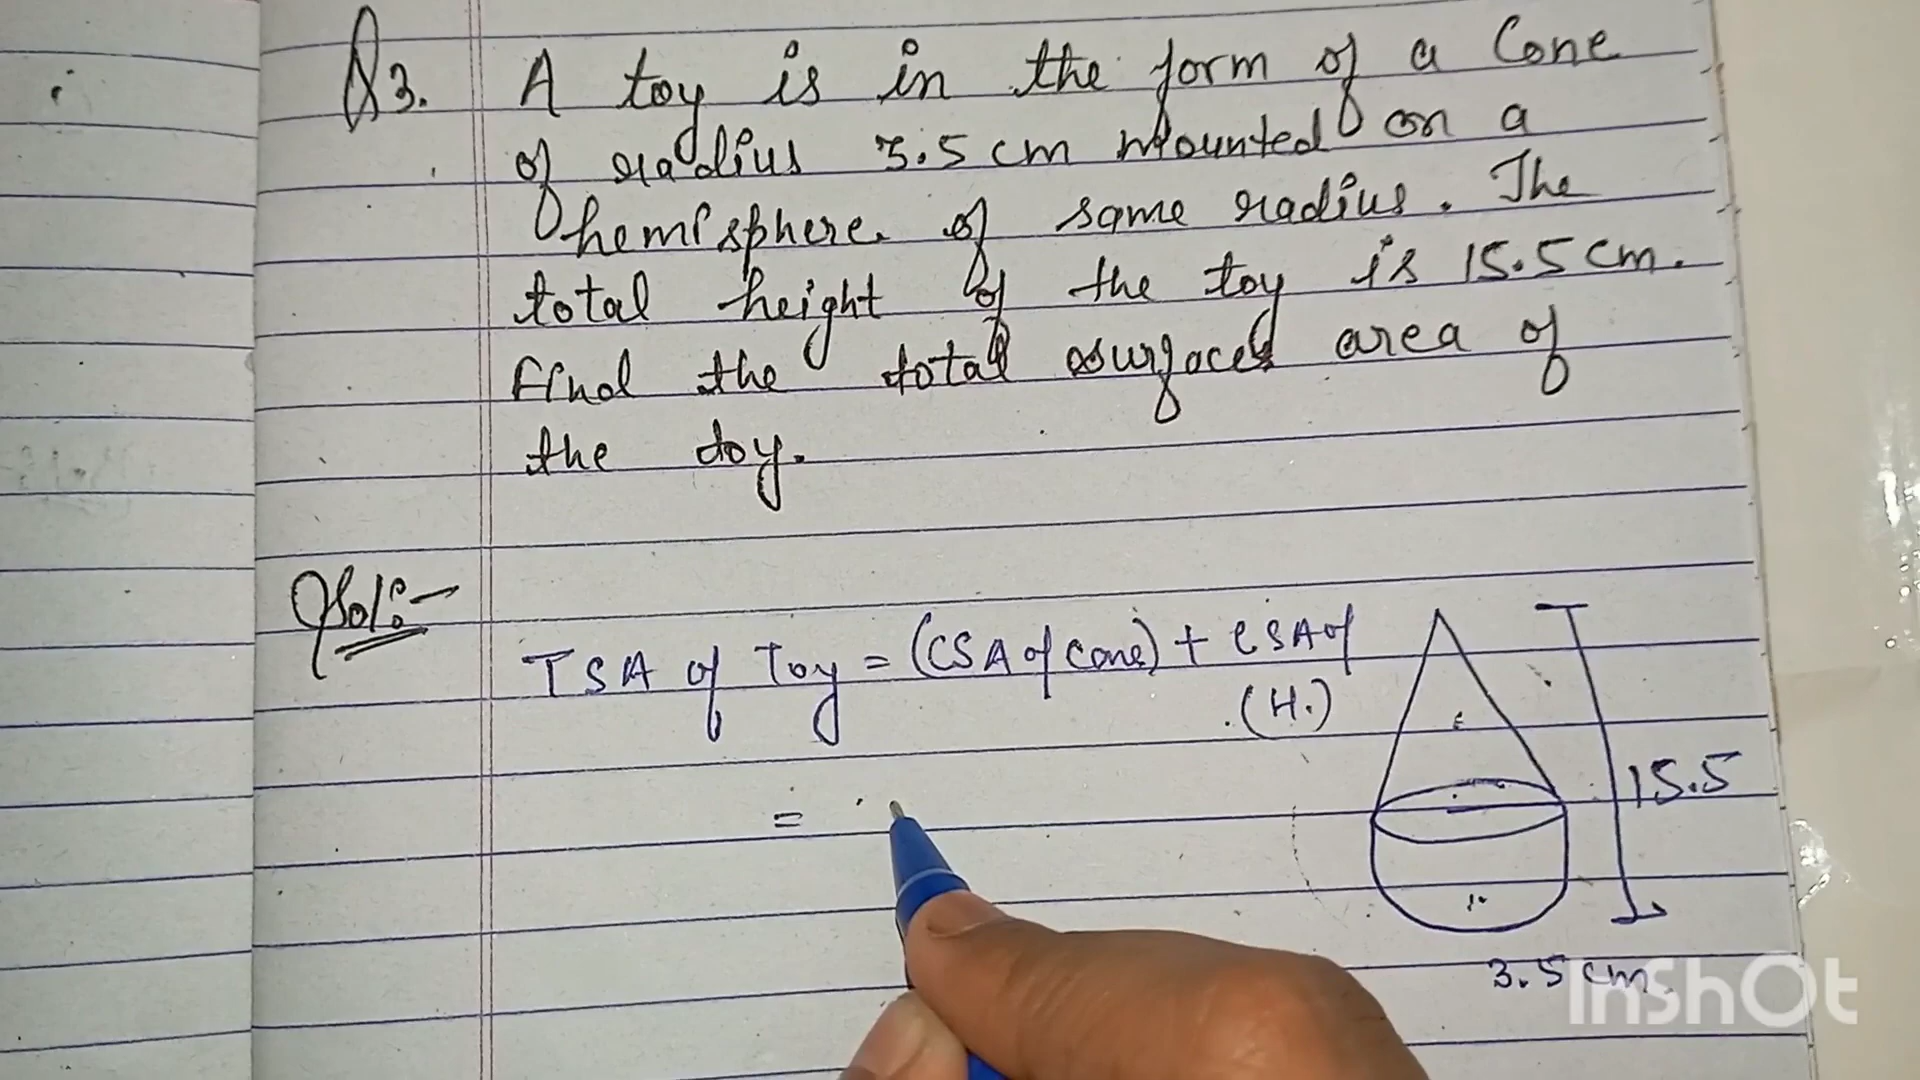 Q3. A toy is in the form of a Cone
of radius 3.5 cm mounted on a
hemisphere of same radius. The
total height of the toy is 15.5 cm.
find the total surface area of
the toy.
Sol:-
TSA of Toy = (CSA of Cone) + CSA of
(H.)
=
15.5
3.5 cm.
InShOt